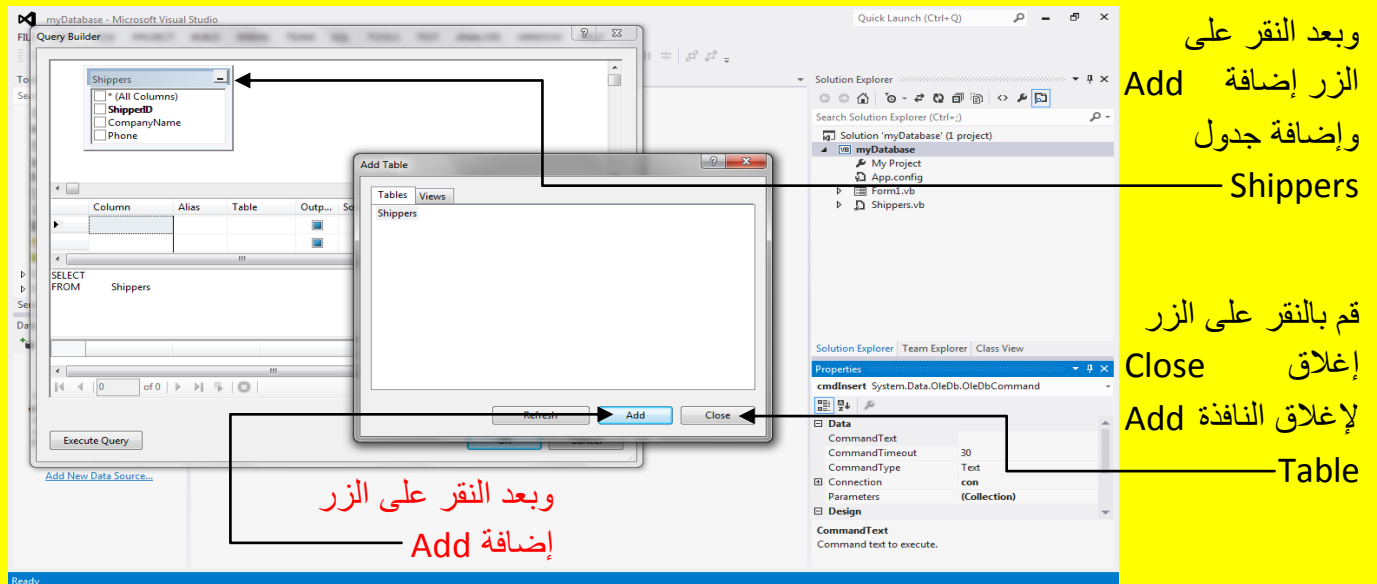 myDatabase - Microsoft Visual Studio
Quick Launch (Ctrl+Q)
Query Builder
Shippers
* (All Columns)
ShipperID
CompanyName
Phone
Column Alias Table Outp...
SELECT
FROM Shippers
0 of 0
Execute Query
Add New Data Source...
Add Table
Tables Views
Shippers
Refresh Add Close
Solution Explorer
Search Solution Explorer (Ctrl+;)
Solution 'myDatabase' (1 project)
myDatabase
My Project
App.config
Form1.vb
Shippers.vb
Solution Explorer Team Explorer Class View
Properties
cmdInsert System.Data.OleDb.OleDbCommand
Data
CommandText
CommandTimeout 30
CommandType Text
Connection con
Parameters (Collection)
Design
CommandText
Command text to execute.
Ready
وبعد النقر على
الزر إضافة Add
وإضافة جدول
Shippers
قم بالنقر على الزر
إغلاق Close
لإغلاق النافذة Add
Table
وبعد النقر على الزر
إضافة Add